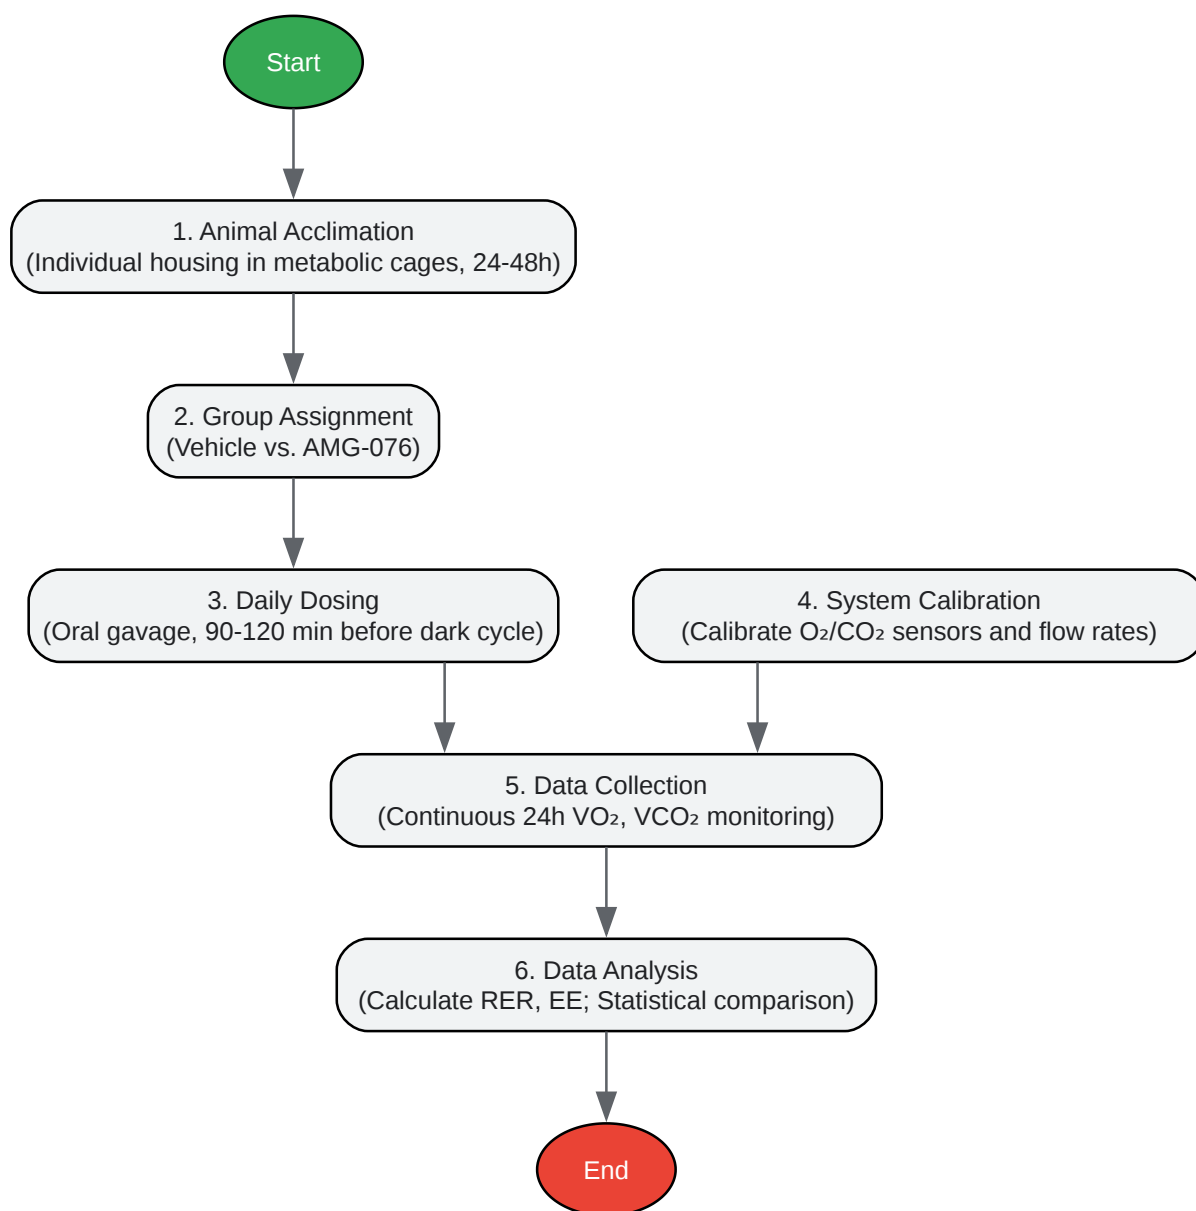 Start
1. Animal Acclimation
(Individual housing in metabolic cages, 24-48h)
2. Group Assignment
(Vehicle vs. AMG-076)
3. Daily Dosing
(Oral gavage, 90-120 min before dark cycle)
4. System Calibration
(Calibrate O₂/CO₂ sensors and flow rates)
5. Data Collection
(Continuous 24h VO₂, VCO₂ monitoring)
6. Data Analysis
(Calculate RER, EE; Statistical comparison)
End